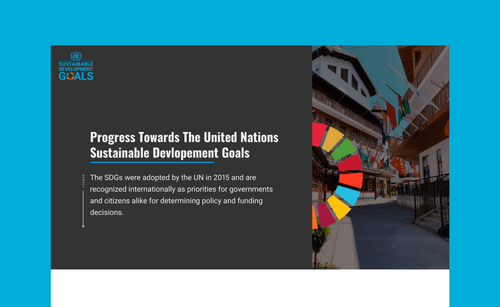 SUSTAINABLE
DEVELOPMENT
GOALS
Progress Towards The United Nations
Sustainable Devlopement Goals
The SDGs were adopted by the UN in 2015 and are
recognized internationally as priorities for governments
and citizens alike for determining policy and funding
decisions.